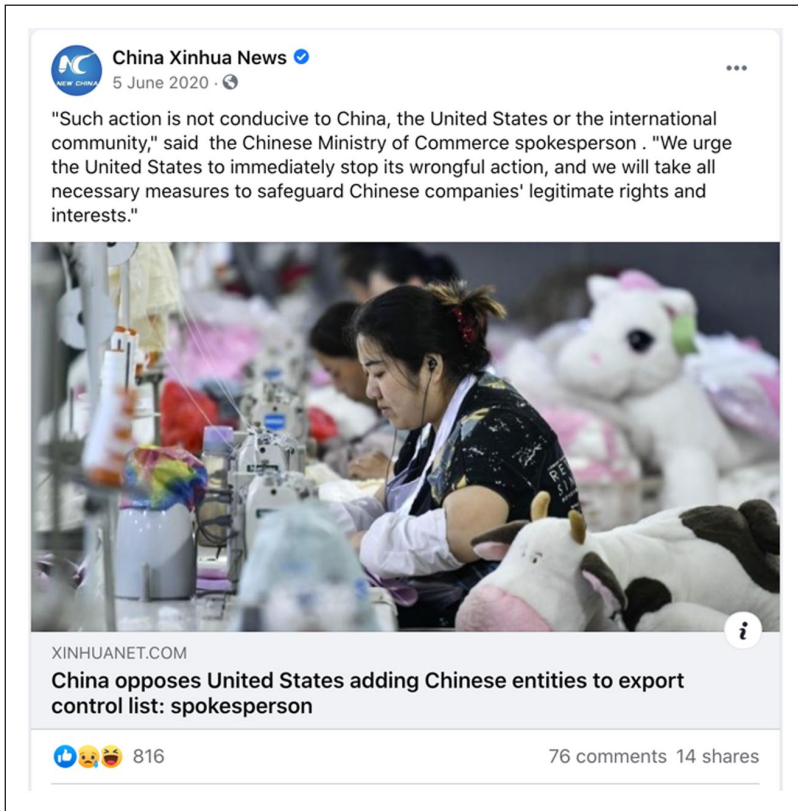 China Xinhua News
NEW CHINA
5 June 2020 ·
"Such action is not conducive to China, the United States or the international
community," said  the Chinese Ministry of Commerce spokesperson . "We urge
the United States to immediately stop its wrongful action, and we will take all
necessary measures to safeguard Chinese companies' legitimate rights and
interests."
XINHUANET.COM
China opposes United States adding Chinese entities to export
control list: spokesperson
816
76 comments 14 shares